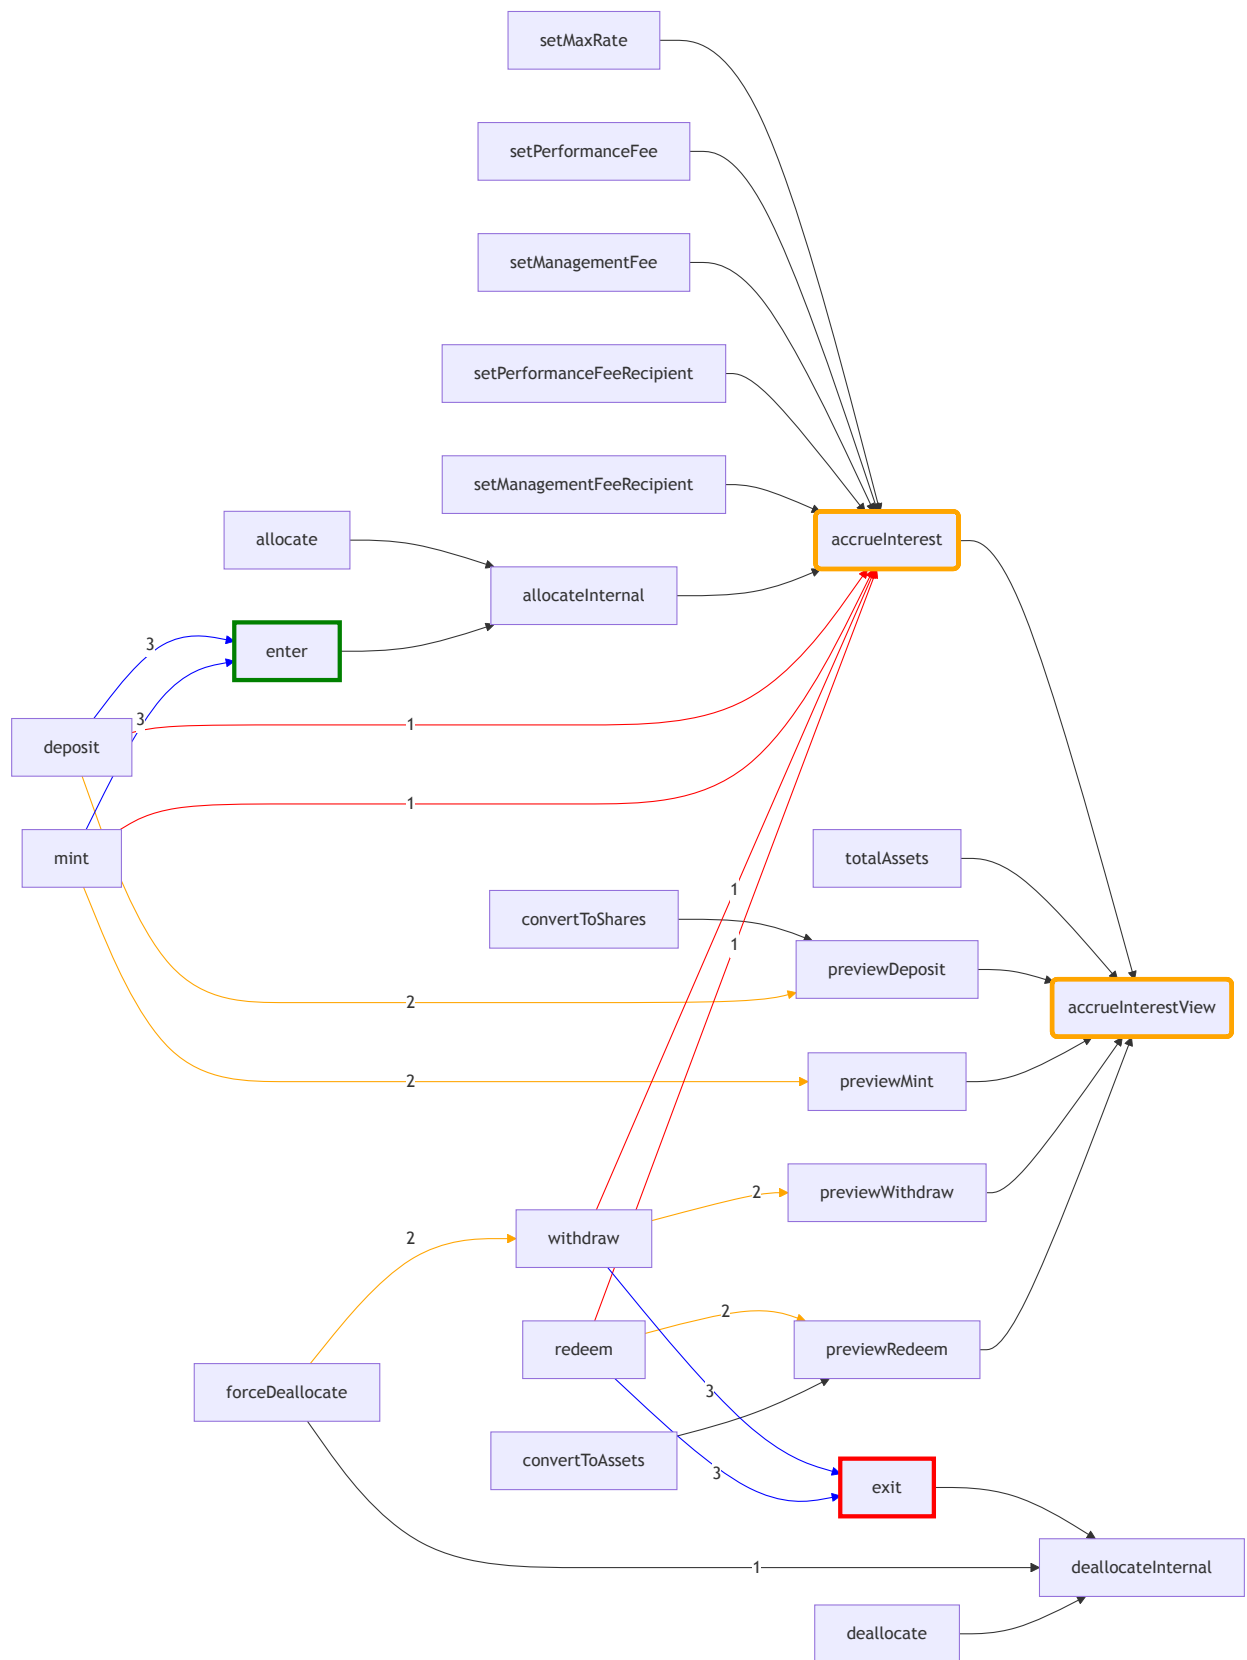 setMaxRate
setPerformanceFee
setManagementFee
setPerformanceFeeRecipient
setManagementFeeRecipient
allocate
accrueInterest
allocateInternal
3
enter
3
deposit
1
1
mint
totalAssets
1
convertToShares
1
previewDeposit
2
accrueInterestView
2
previewMint
2
previewWithdraw
2
withdraw
2
redeem
previewRedeem
forceDeallocate
3
convertToAssets
3
exit
1
deallocateInternal
deallocate